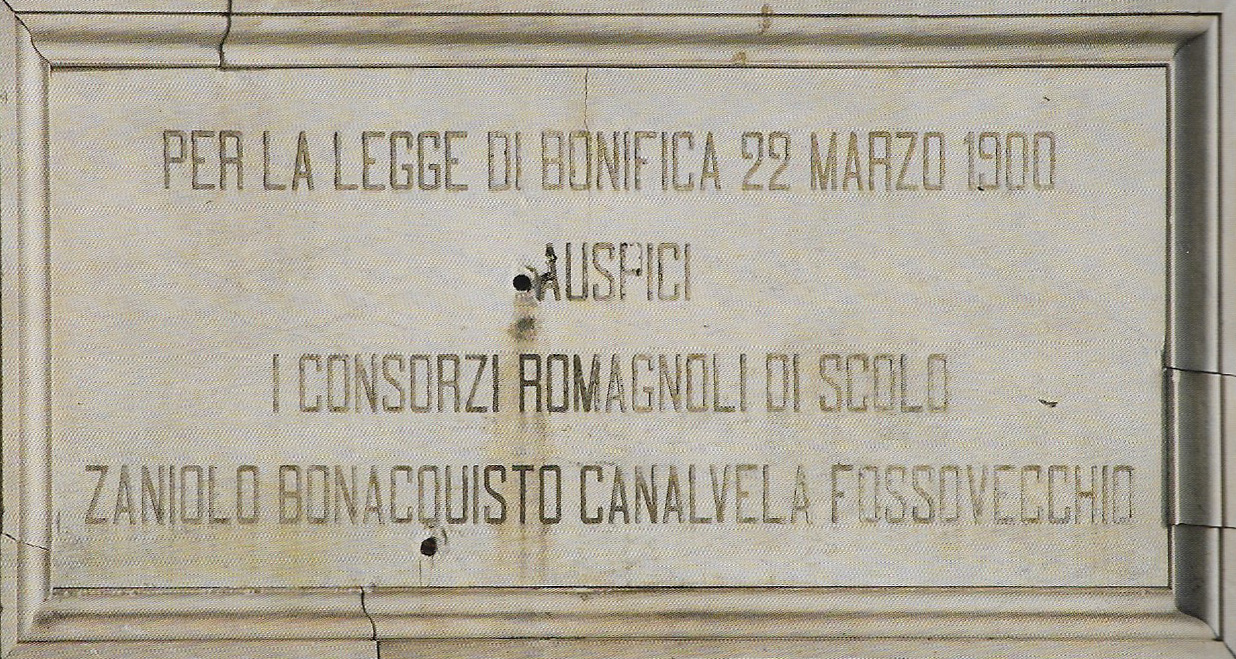 PER LA LEGGE DI BONIFICA 22 MARZO 1900
AUSPICI
I CONSORZI ROMAGNOLI DI SCOLO
ZANIOLO BONACQUISTO CANALVELA FOSSOVECCHIO